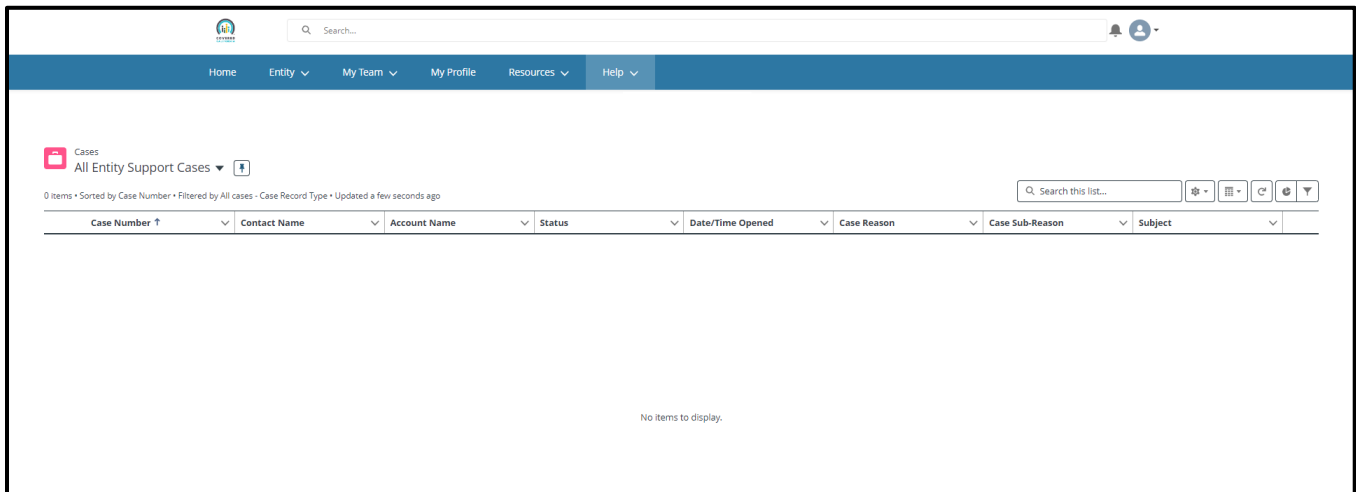 COVERED
Search...
Home Entity My Team My Profile Resources Help
Cases
All Entity Support Cases
0 items • Sorted by Case Number • Filtered by All cases - Case Record Type • Updated a few seconds ago
Search this list...
Case Number Contact Name Account Name Status Date/Time Opened Case Reason Case Sub-Reason Subject
No items to display.